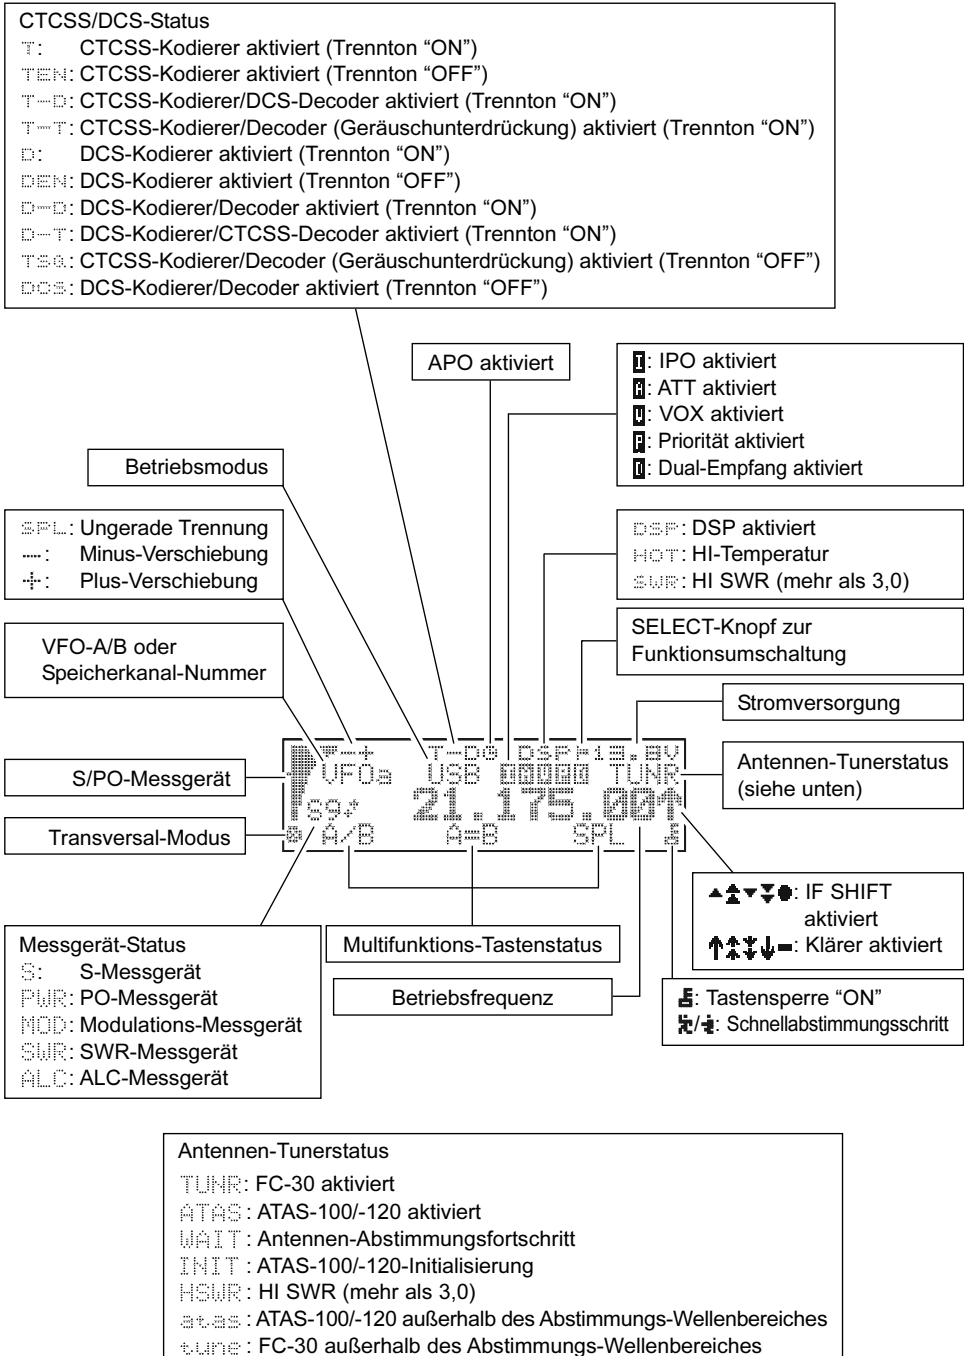 CTCSS/DCS-Status
T: CTCSS-Kodierer aktiviert (Trennton “ON”)
TEN: CTCSS-Kodierer aktiviert (Trennton “OFF”)
T-D: CTCSS-Kodierer/DCS-Decoder aktiviert (Trennton “ON”)
T-T: CTCSS-Kodierer/Decoder (Geräuschunterdrückung) aktiviert (Trennton “ON”)
D: DCS-Kodierer aktiviert (Trennton “ON”)
DEN: DCS-Kodierer aktiviert (Trennton “OFF”)
D-D: DCS-Kodierer/Decoder aktiviert (Trennton “ON”)
D-T: DCS-Kodierer/CTCSS-Decoder aktiviert (Trennton “ON”)
TSQ: CTCSS-Kodierer/Decoder (Geräuschunterdrückung) aktiviert (Trennton “OFF”)
DCS: DCS-Kodierer/Decoder aktiviert (Trennton “OFF”)
APO aktiviert
I: IPO aktiviert
A: ATT aktiviert
V: VOX aktiviert
P: Priorität aktiviert
D: Dual-Empfang aktiviert
Betriebsmodus
SPL: Ungerade Trennung
-: Minus-Verschiebung
+: Plus-Verschiebung
DSP: DSP aktiviert
HOT: HI-Temperatur
SWR: HI SWR (mehr als 3,0)
VFO-A/B oder
Speicherkanal-Nummer
SELECT-Knopf zur
Funktionsumschaltung
Stromversorgung
S/PO-Messgerät
Antennen-Tunerstatus
(siehe unten)
Transversal-Modus
▼-+ T-D DSP 13.8V
VFOa USB IAVPD TUNR
S9+ 21.175.00↑
A/B A=B SPL
▲▼●: IF SHIFT
aktiviert
↑↓-: Klärer aktiviert
Messgerät-Status
S: S-Messgerät
PWR: PO-Messgerät
MOD: Modulations-Messgerät
SWR: SWR-Messgerät
ALC: ALC-Messgerät
Multifunktions-Tastenstatus
Betriebsfrequenz
: Tastensperre “ON”
/: Schnellabstimmungsschritt
Antennen-Tunerstatus
TUNR: FC-30 aktiviert
ATAS: ATAS-100/-120 aktiviert
WAIT: Antennen-Abstimmungsfortschritt
INIT: ATAS-100/-120-Initialisierung
HSWR: HI SWR (mehr als 3,0)
atas: ATAS-100/-120 außerhalb des Abstimmungs-Wellenbereiches
tune: FC-30 außerhalb des Abstimmungs-Wellenbereiches